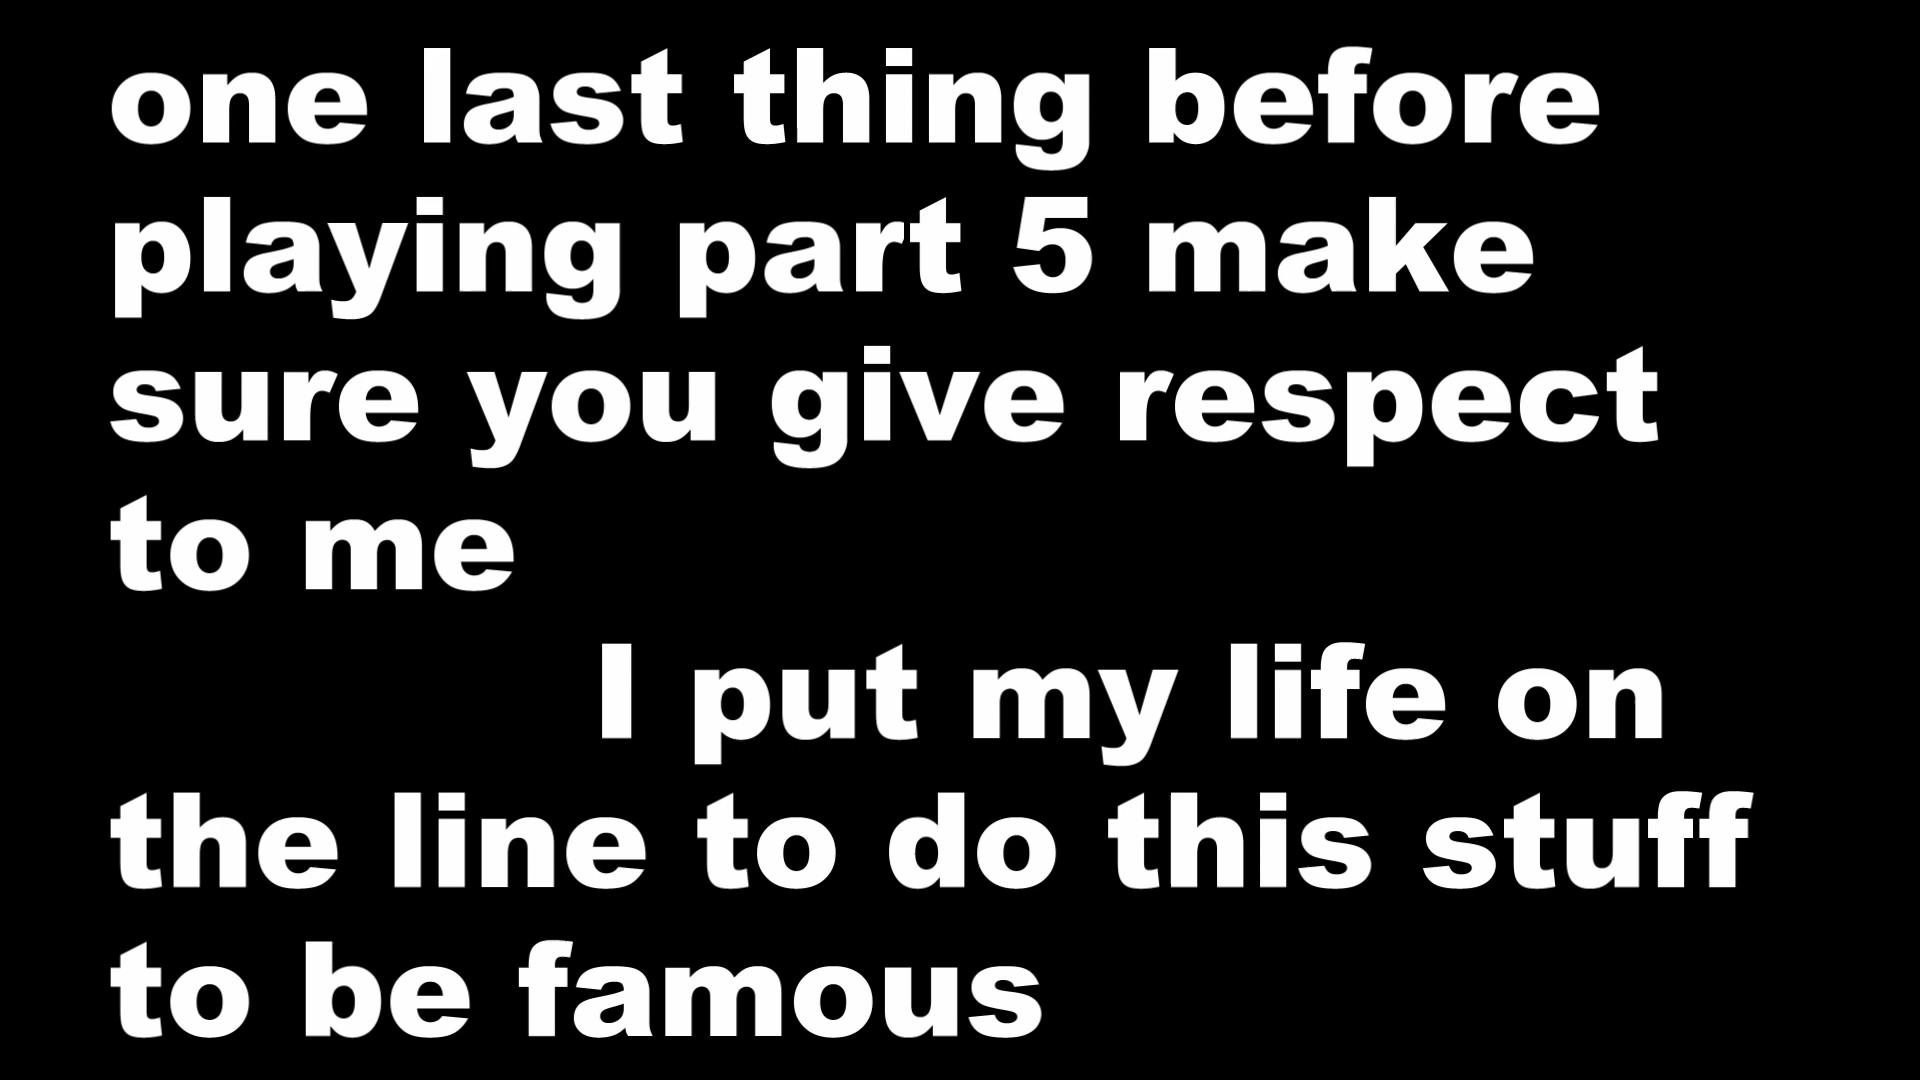 one last thing before
playing part 5 make
sure you give respect
to me
I put my life on
the line to do this stuff
to be famous